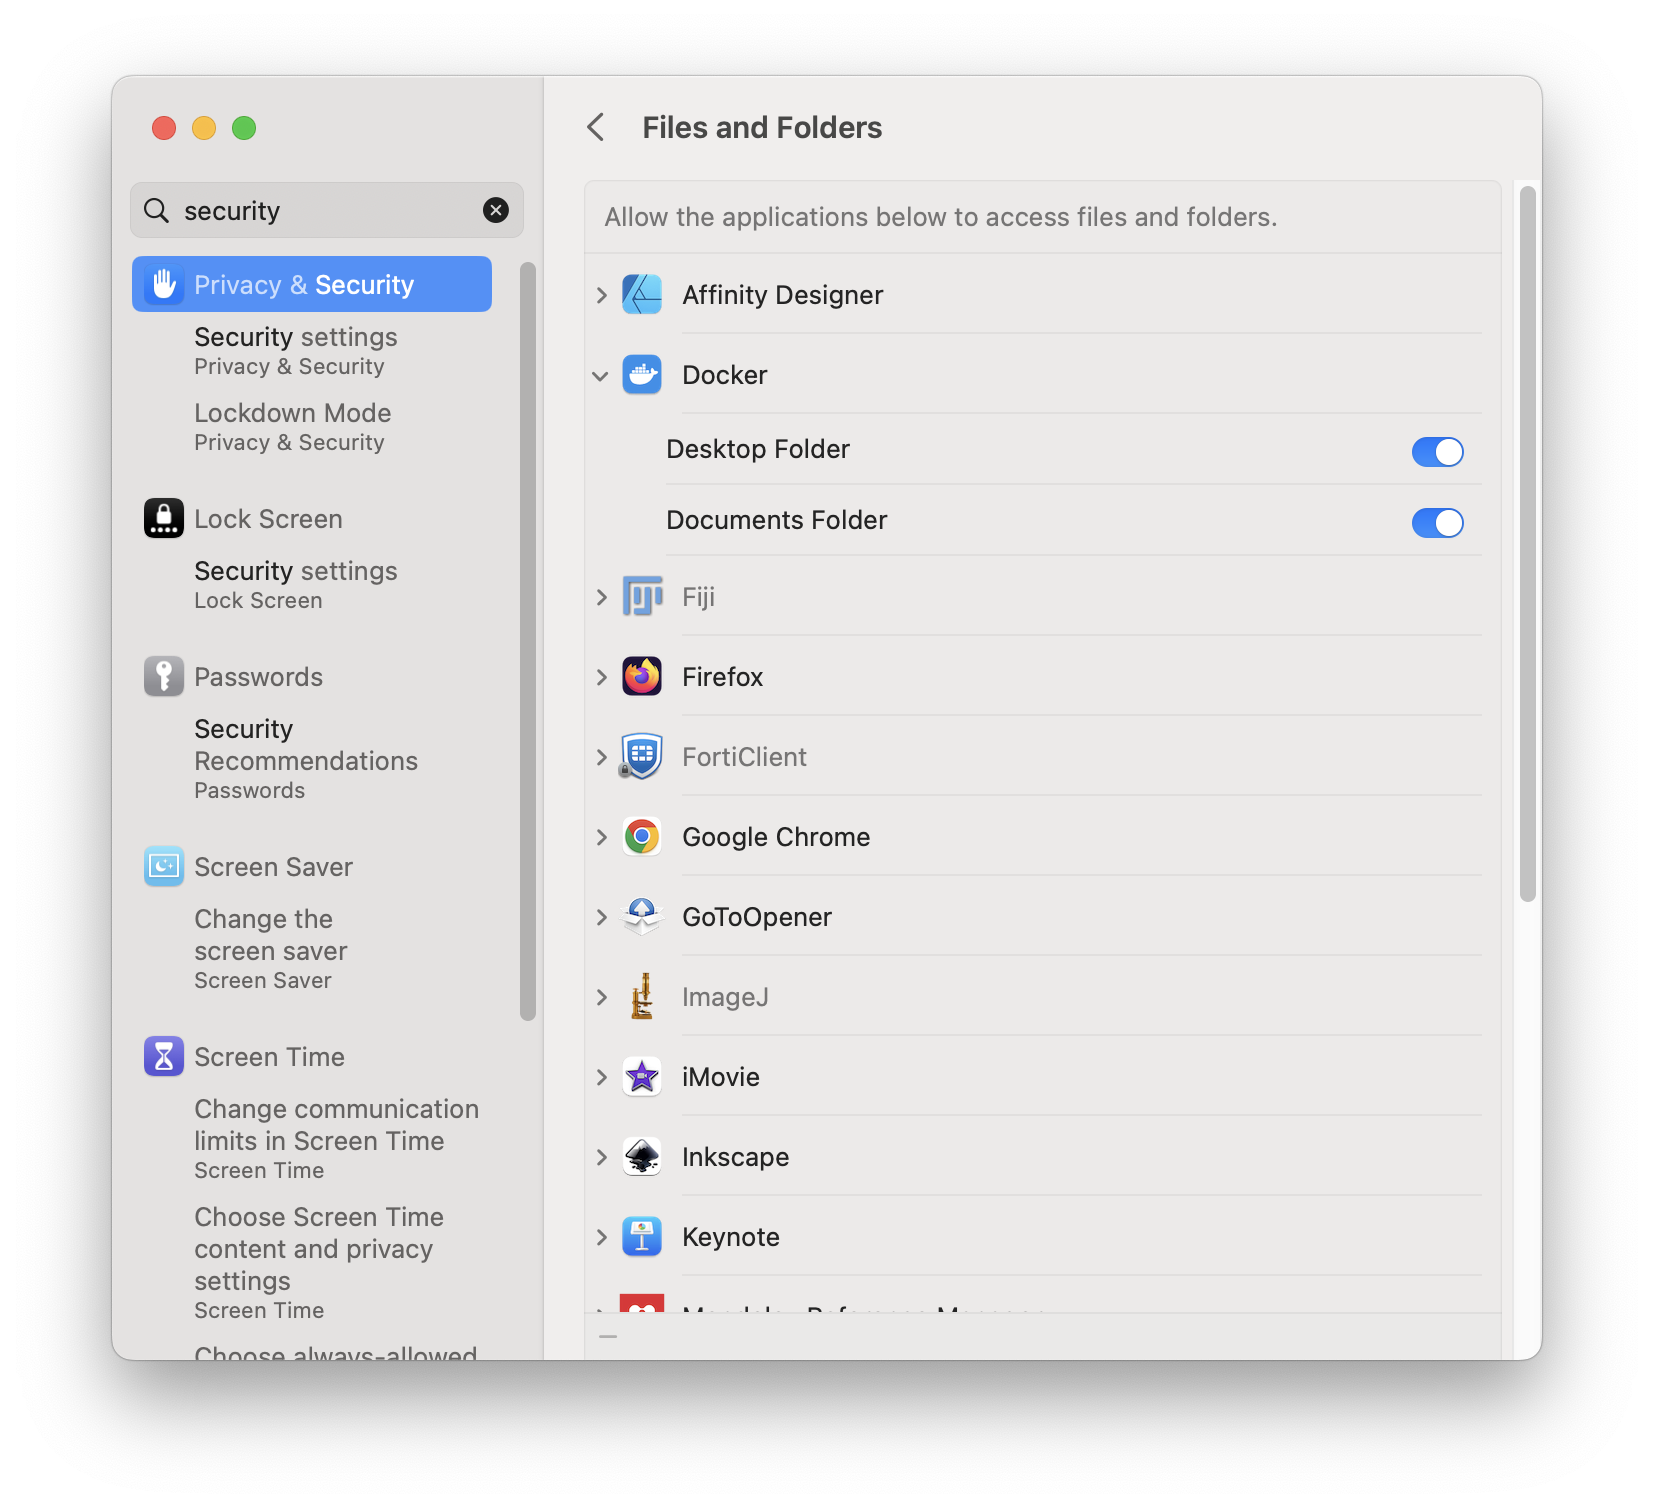 security
Privacy & Security
Security settings
Privacy & Security
Lockdown Mode
Privacy & Security
Lock Screen
Security settings
Lock Screen
Passwords
Security
Recommendations
Passwords
Screen Saver
Change the
screen saver
Screen Saver
Screen Time
Change communication
limits in Screen Time
Screen Time
Choose Screen Time
content and privacy
settings
Screen Time
Choose always-allowed
Files and Folders
Allow the applications below to access files and folders.
Affinity Designer
Docker
Desktop Folder
Documents Folder
Fiji
Firefox
FortiClient
Google Chrome
GoToOpener
ImageJ
iMovie
Inkscape
Keynote